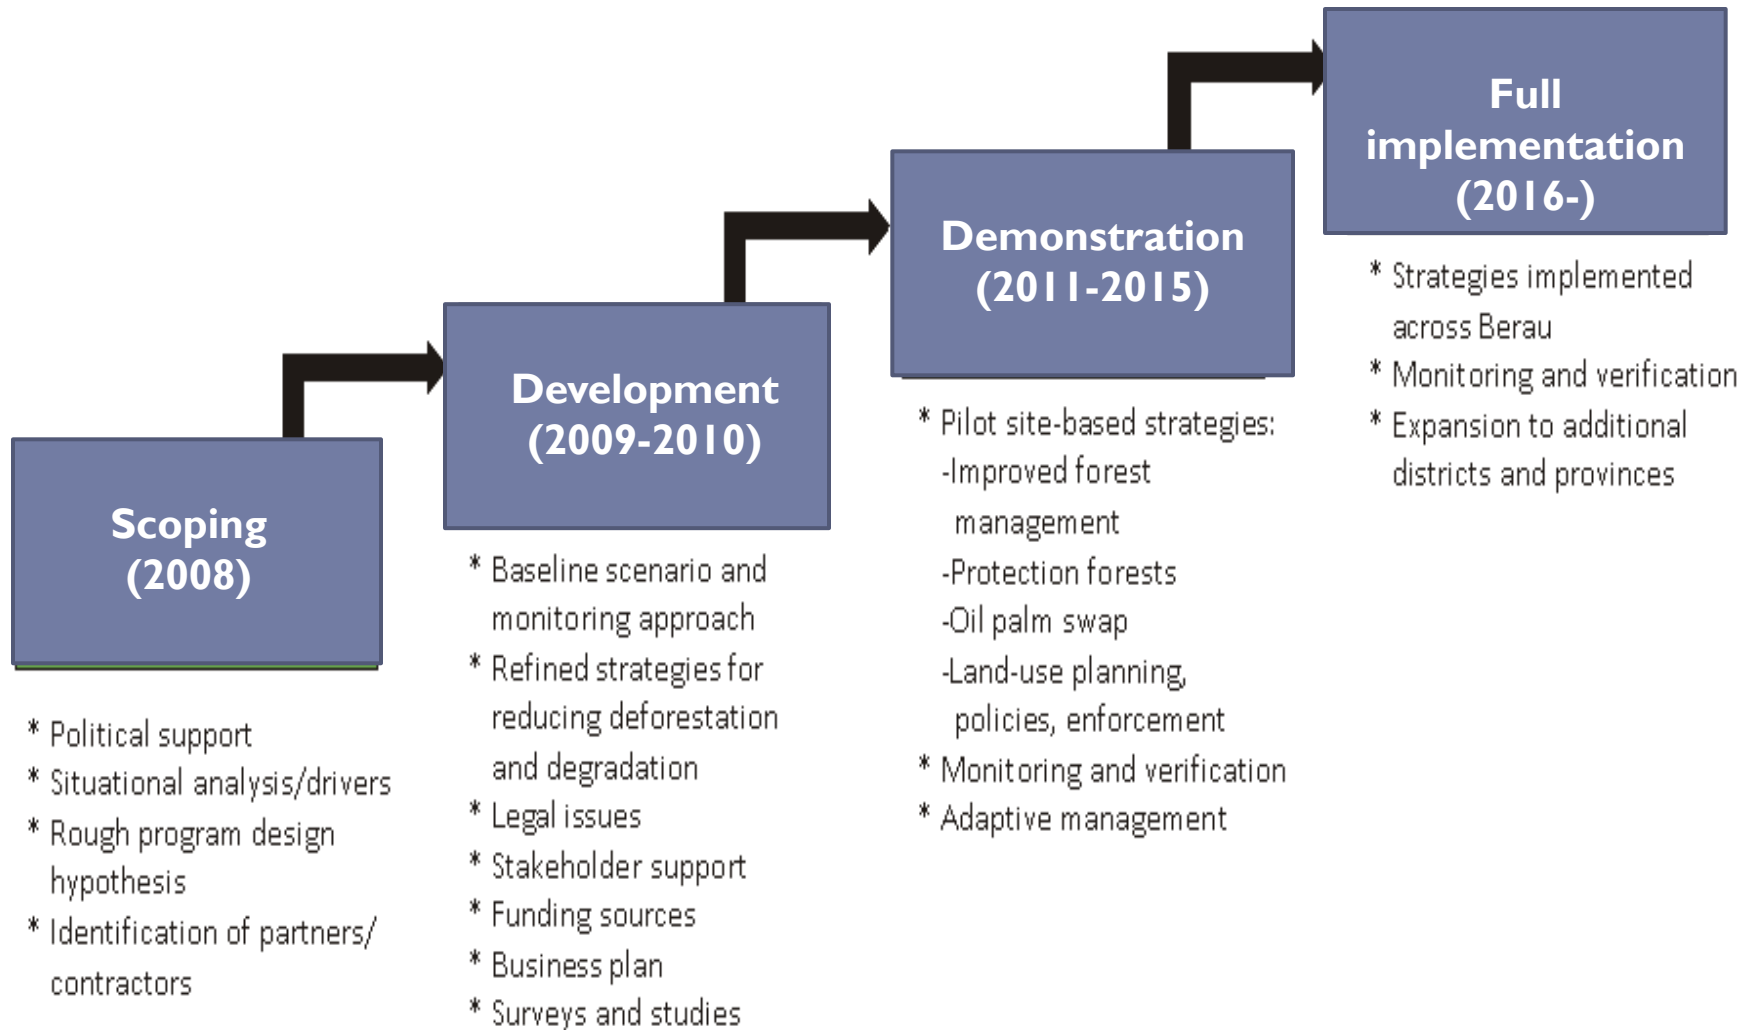 Scoping
(2008)
* Political support
* Situational analysis/drivers
* Rough program design
hypothesis
* Identification of partners/
contractors
Development
(2009-2010)
* Baseline scenario and
monitoring approach
* Refined strategies for
reducing deforestation
and degradation
* Legal issues
* Stakeholder support
* Funding sources
* Business plan
* Surveys and studies
Demonstration
(2011-2015)
* Pilot site-based strategies:
-Improved forest
management
-Protection forests
-Oil palm swap
-Land-use planning,
policies, enforcement
* Monitoring and verification
* Adaptive management
Full
implementation
(2016-)
* Strategies implemented
across Berau
* Monitoring and verification
* Expansion to additional
districts and provinces